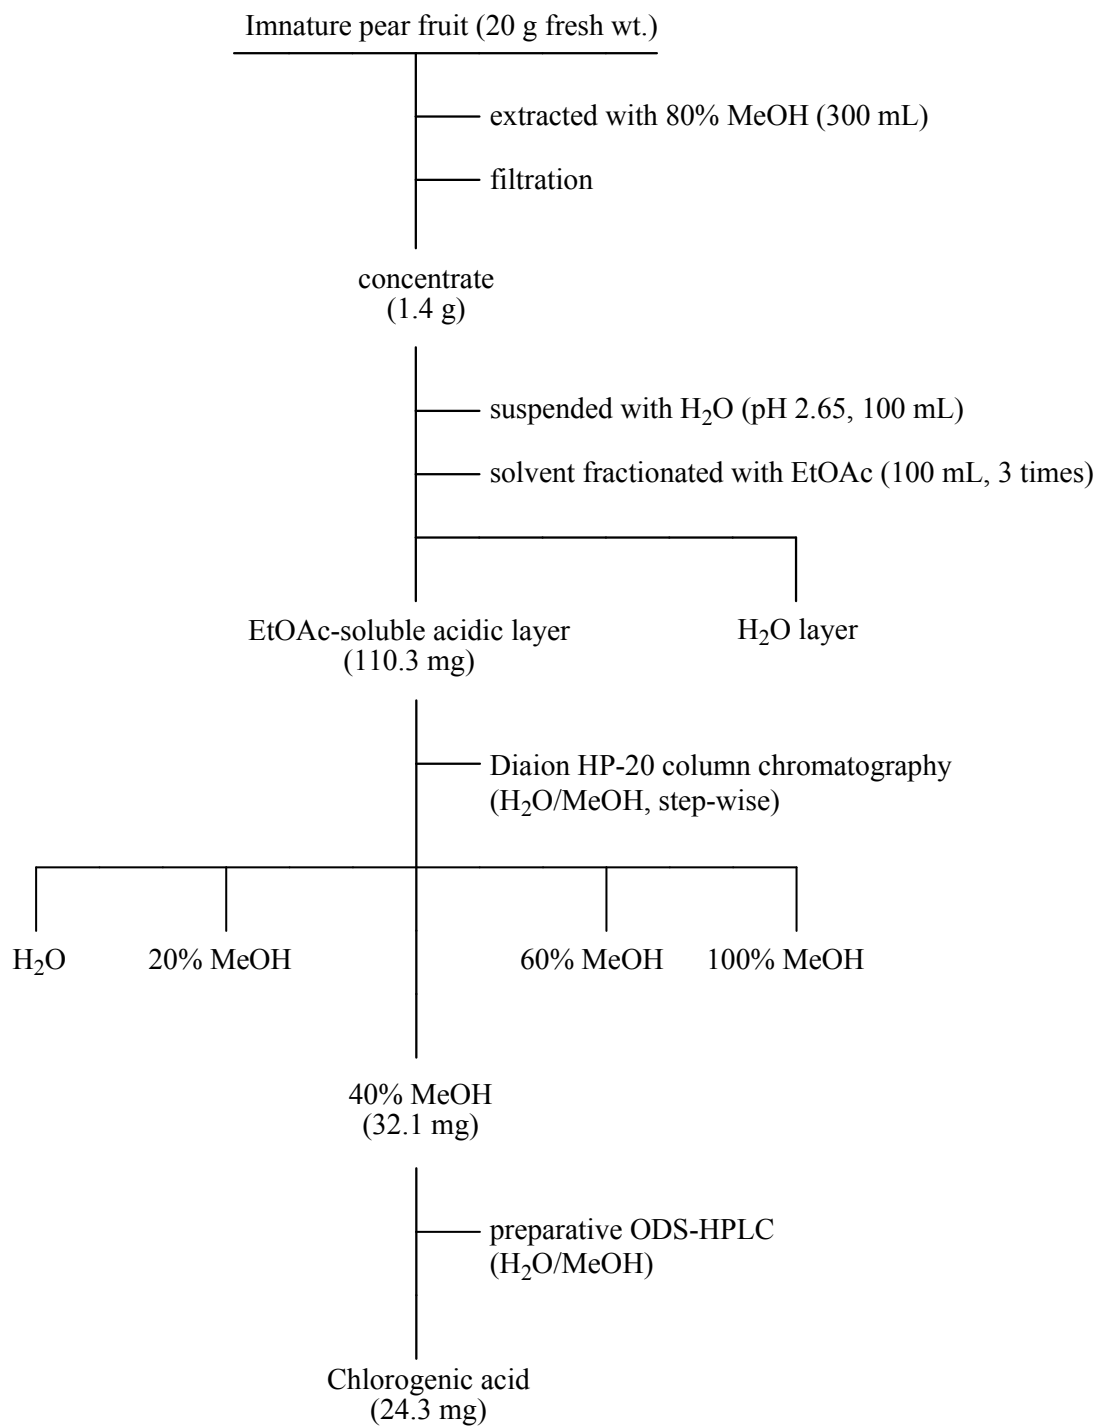 Imnature pear fruit (20 g fresh wt.)
extracted with 80% MeOH (300 mL)
filtration
concentrate
(1.4 g)
suspended with H₂O (pH 2.65, 100 mL)
solvent fractionated with EtOAc (100 mL, 3 times)
EtOAc-soluble acidic layer
(110.3 mg)
H₂O layer
Diaion HP-20 column chromatography
(H₂O/MeOH, step-wise)
H₂O
20% MeOH
60% MeOH
100% MeOH
40% MeOH
(32.1 mg)
preparative ODS-HPLC
(H₂O/MeOH)
Chlorogenic acid
(24.3 mg)